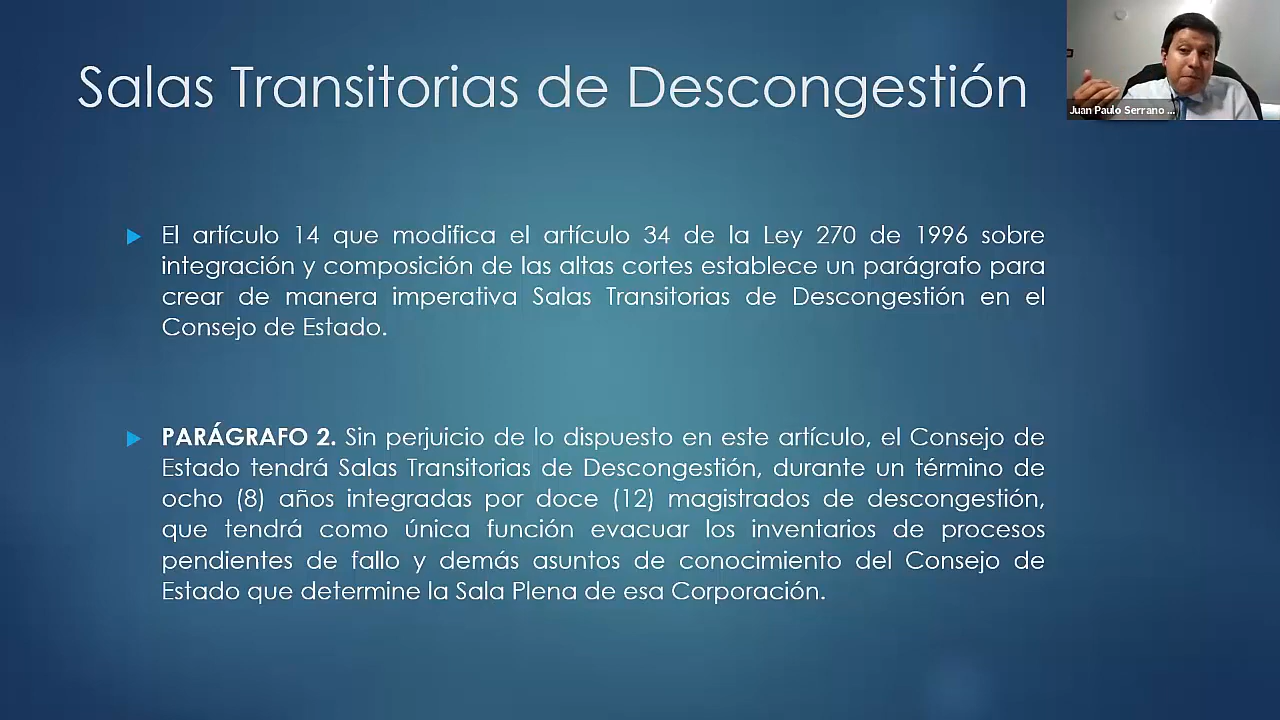 Salas Transitorias de Descongestión
Juan Paulo Serrano ...
El artículo 14 que modifica el artículo 34 de la Ley 270 de 1996 sobre
integración y composición de las altas cortes establece un parágrafo para
crear de manera imperativa Salas Transitorias de Descongestión en el
Consejo de Estado.
PARÁGRAFO 2. Sin perjuicio de lo dispuesto en este artículo, el Consejo de
Estado tendrá Salas Transitorias de Descongestión, durante un término de
ocho (8) años integradas por doce (12) magistrados de descongestión,
que tendrá como única función evacuar los inventarios de procesos
pendientes de fallo y demás asuntos de conocimiento del Consejo de
Estado que determine la Sala Plena de esa Corporación.